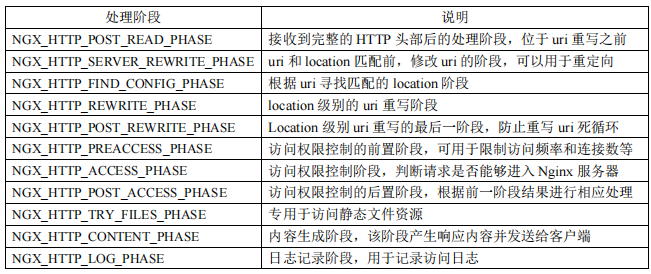 处理阶段 说明
NGX_HTTP_POST_READ_PHASE 接收到完整的 HTTP 头部后的处理阶段，位于 uri 重写之前
NGX_HTTP_SERVER_REWRITE_PHASE uri 和 location 匹配前，修改 uri 的阶段，可以用于重定向
NGX_HTTP_FIND_CONFIG_PHASE 根据 uri 寻找匹配的 location 阶段
NGX_HTTP_REWRITE_PHASE location 级别的 uri 重写阶段
NGX_HTTP_POST_REWRITE_PHASE Location 级别 uri 重写的最后一阶段，防止重写 uri 死循环
NGX_HTTP_PREACCESS_PHASE 访问权限控制的前置阶段，可用于限制访问频率和连接数等
NGX_HTTP_ACCESS_PHASE 访问权限控制阶段，判断请求是否能够进入 Nginx 服务器
NGX_HTTP_POST_ACCESS_PHASE 访问权限控制的后置阶段，根据前一阶段结果进行相应处理
NGX_HTTP_TRY_FILES_PHASE 专用于访问静态文件资源
NGX_HTTP_CONTENT_PHASE 内容生成阶段，该阶段产生响应内容并发送给客户端
NGX_HTTP_LOG_PHASE 日志记录阶段，用于记录访问日志